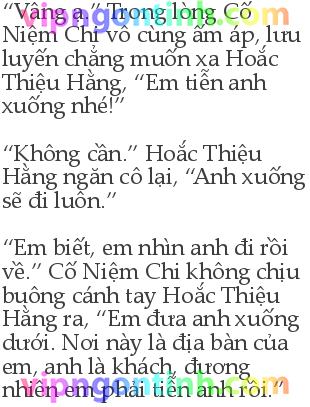 “Vâng ạ.” Trong lòng Cố
Niệm Chi vô cùng ấm áp, lưu
luyến chẳng muốn xa Hoắc
Thiệu Hằng, “Em tiễn anh
xuống nhé!”
“Không cần.” Hoắc Thiệu
Hằng ngăn cô lại, “Anh xuống
sẽ đi luôn.”
“Em biết, em nhìn anh đi rồi
về.” Cố Niệm Chi không chịu
buông cánh tay Hoắc Thiệu
Hằng ra, “Em đưa anh xuống
dưới. Nơi này là địa bàn của
em, anh là khách, đương
nhiên em phải tiễn anh rồi.”
vipngontinh.com
vipngontinh.com